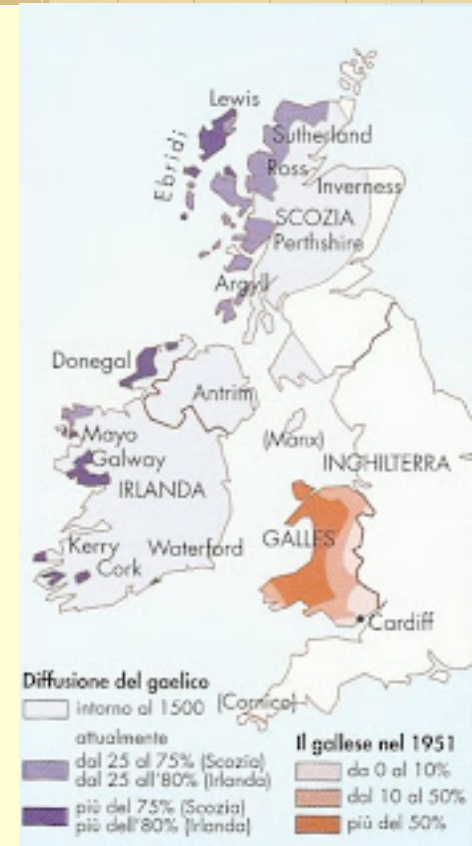 Lewis
Ebridi
Sutherland
Ross
Inverness
SCOZIA
Perthshire
Argyll
Donegal
Antrim
Mayo
(Manx)
Galway
INGHILTERRA
IRLANDA
Kerry
Waterford
GALLES
Cork
Cardiff
(Cornico)
Diffusione del gaelico
intorno al 1500
attualmente
dal 25 al 75% (Scozia)
dal 25 all'80% (Irlanda)
più del 75% (Scozia)
più dell'80% (Irlanda)
Il gallese nel 1951
da 0 al 10%
dal 10 al 50%
più del 50%